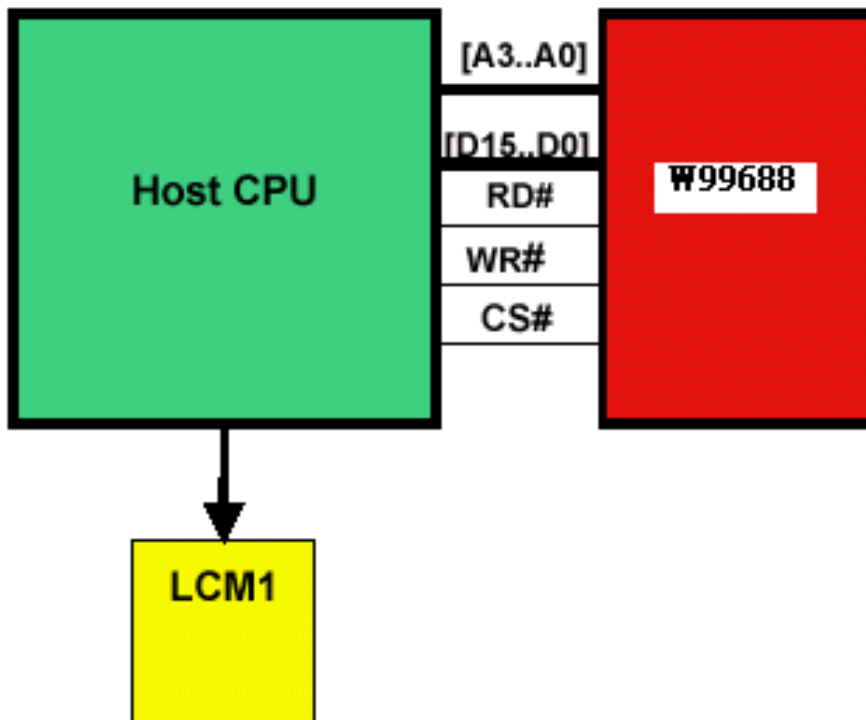 [A3..A0]
[D15..D0]
Host CPU
W99688
RD#
WR#
CS#
LCM1